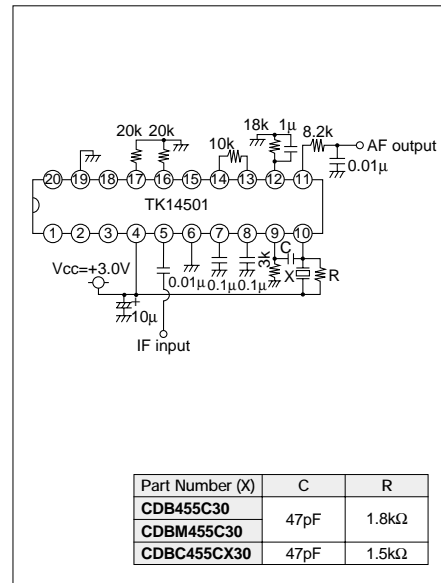 20k 20k
10k
18k 1μ
8.2k
AF output
0.01μ
20 19 18 17 16 15 14 13 12 11
TK14501
1 2 3 4 5 6 7 8 9 10
Vcc=+3.0V
+
10μ
0.01μ
0.1μ 0.1μ
3k
C
X
R
IF input
Part Number (X) C R
CDB455C30 47pF 1.8kΩ
CDBM455C30
CDBC455CX30 47pF 1.5kΩ